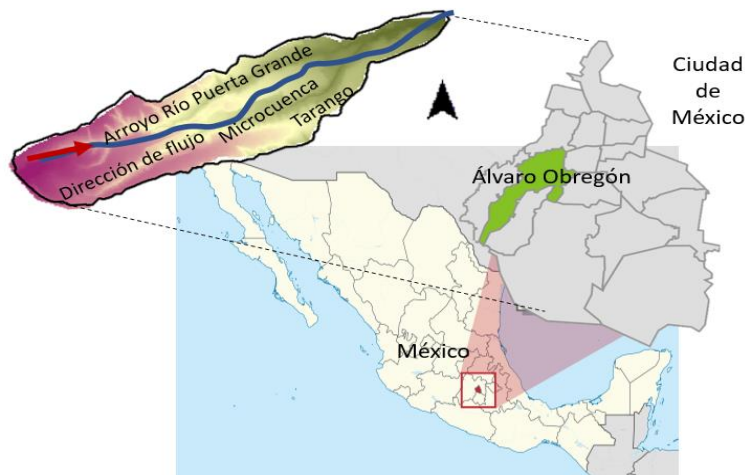 Arroyo Río Puerta Grande
Dirección de flujo
Microcuenca
Tarango
Ciudad
de
México
Álvaro Obregón
México